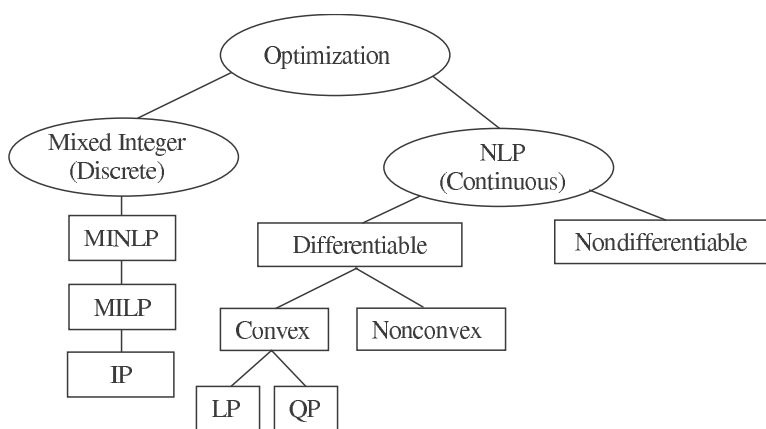 Optimization
Mixed Integer
(Discrete)
NLP
(Continuous)
MINLP
Differentiable
Nondifferentiable
MILP
Convex
Nonconvex
IP
LP
QP